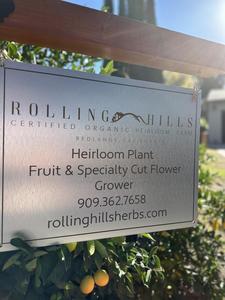 ROLLING HILLS
CERTIFIED ORGANIC HEIRLOOM FARM
REDLANDS, CALIFORNIA
Heirloom Plant
Fruit & Specialty Cut Flower
Grower
909.362.7658
rollinghillsherbs.com